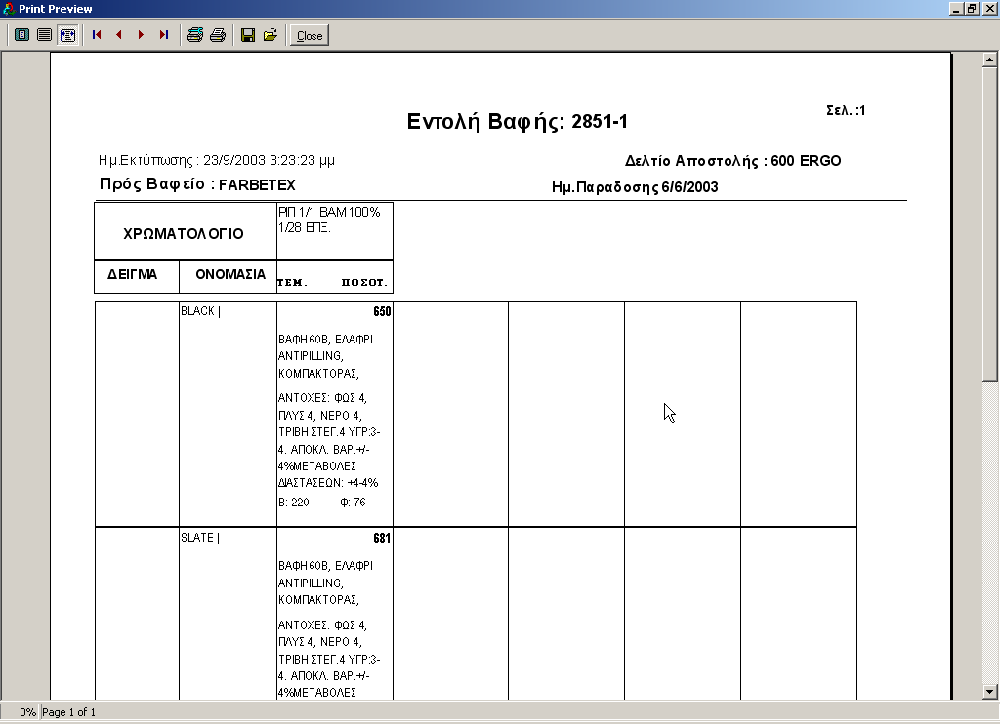 Print Preview
Close
Σελ. :1
Εντολή Βαφής: 2851-1
Ημ.Εκτύπωσης : 23/9/2003 3:23:23 μμ
Δελτίο Αποστολής : 600 ERGO
Πρός Βαφείο : FARBETEX
Ημ.Παραδοσης 6/6/2003
ΡΙΠ 1/1 ΒΑΜ 100%
1/28 ΕΠΞ.
ΧΡΩΜΑΤΟΛΟΓΙΟ
ΔΕΙΓΜΑ ΟΝΟΜΑΣΙΑ ΤΕΜ. ΠΟΣΟΤ.
BLACK | 650
ΒΑΦΗ 60Β, ΕΛΑΦΡΙ
ANTIPILLING,
ΚΟΜΠΑΚΤΟΡΑΣ,
ΑΝΤΟΧΕΣ: ΦΩΣ 4,
ΠΛΥΣ 4, ΝΕΡΟ 4,
ΤΡΙΒΗ ΣΤΕΓ.4 ΥΓΡ:3-
4. ΑΠΟΚΛ. ΒΑΡ.+/-
4%ΜΕΤΑΒΟΛΕΣ
ΔΙΑΣΤΑΣΕΩΝ: +4-4%
Β: 220 Φ: 76
SLATE | 681
ΒΑΦΗ 60Β, ΕΛΑΦΡΙ
ANTIPILLING,
ΚΟΜΠΑΚΤΟΡΑΣ,
ΑΝΤΟΧΕΣ: ΦΩΣ 4,
ΠΛΥΣ 4, ΝΕΡΟ 4,
ΤΡΙΒΗ ΣΤΕΓ.4 ΥΓΡ:3-
4. ΑΠΟΚΛ. ΒΑΡ.+/-
4%ΜΕΤΑΒΟΛΕΣ
0% Page 1 of 1